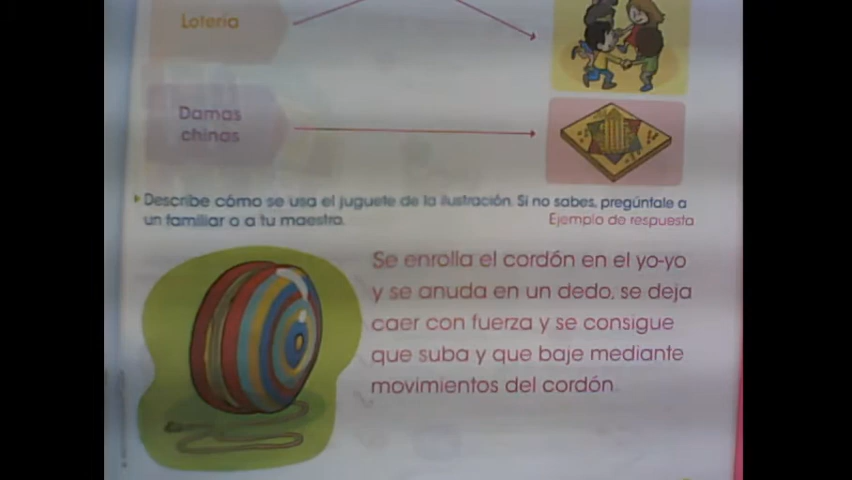 Lotería
Damas
chinas
Describe cómo se usa el juguete de la ilustración. Si no sabes, pregúntale a
un familiar o a tu maestro.
Ejemplo de respuesta
Se enrolla el cordón en el yo-yo
y se anuda en un dedo, se deja
caer con fuerza y se consigue
que suba y que baje mediante
movimientos del cordón.